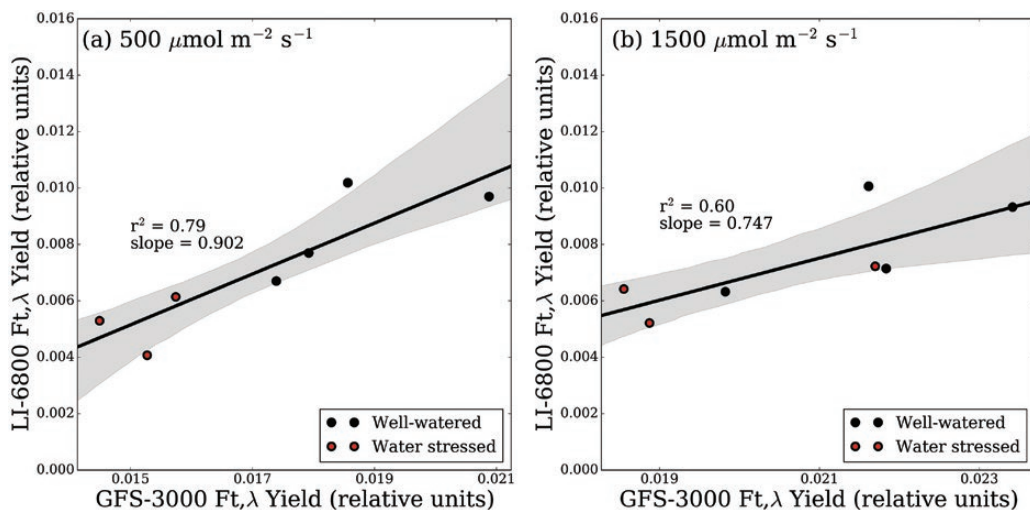 (a) 500 μmol m⁻² s⁻¹
LI-6800 Ft,λ Yield (relative units)
0.016
0.014
0.012
0.010
0.008
0.006
0.004
0.002
0.000
r² = 0.79
slope = 0.902
Well-watered
Water stressed
0.015 0.017 0.019 0.021
GFS-3000 Ft,λ Yield (relative units)
(b) 1500 μmol m⁻² s⁻¹
LI-6800 Ft,λ Yield (relative units)
0.016
0.014
0.012
0.010
0.008
0.006
0.004
0.002
0.000
r² = 0.60
slope = 0.747
Well-watered
Water stressed
0.019 0.021 0.023
GFS-3000 Ft,λ Yield (relative units)